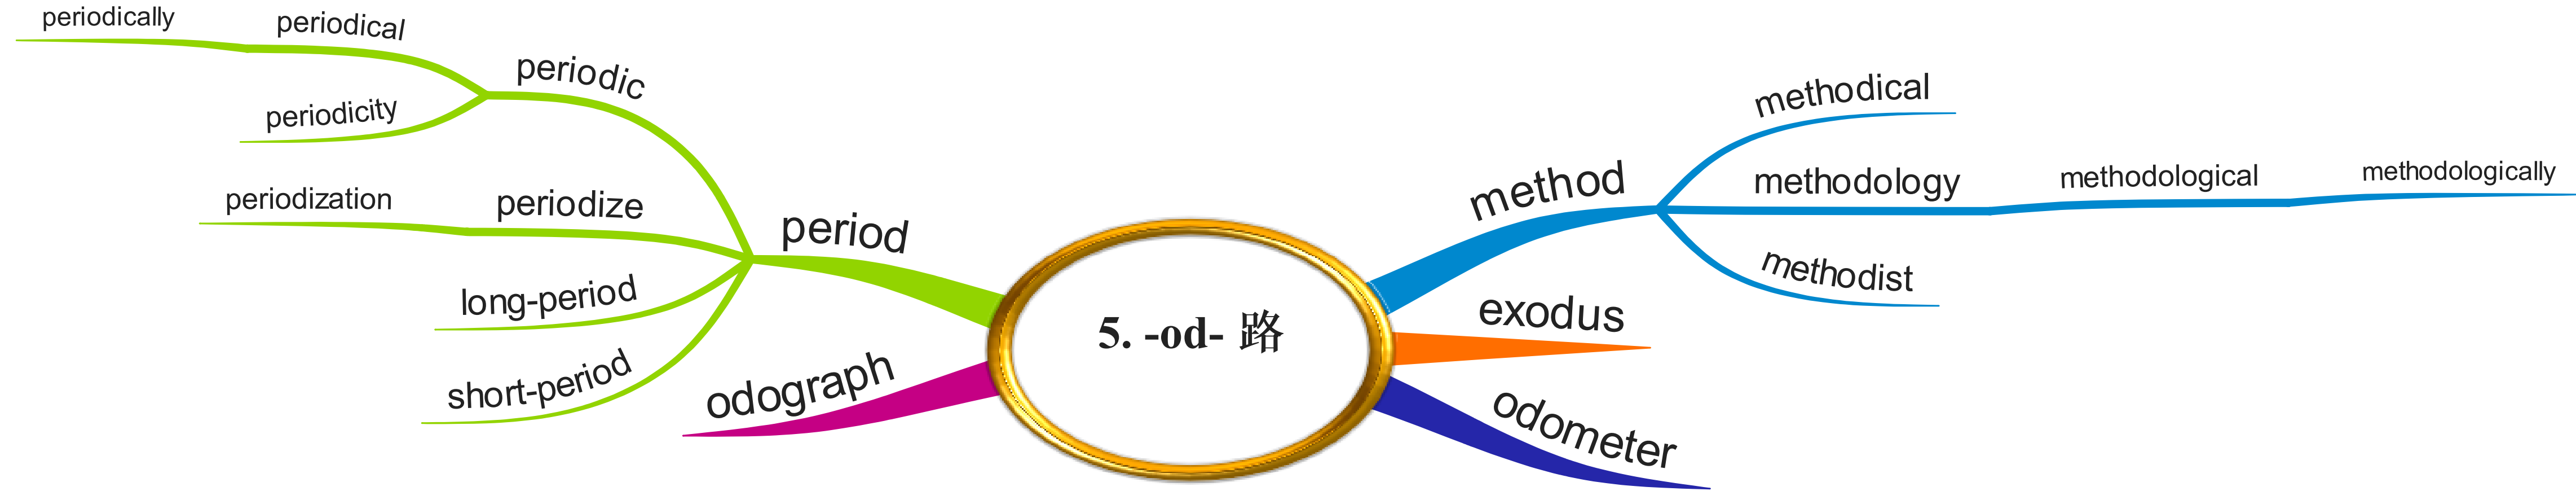 5. -od- 路
method
methodical
methodology
methodological
methodologically
methodist
exodus
odometer
period
periodic
periodical
periodically
periodicity
periodize
periodization
long-period
short-period
odograph